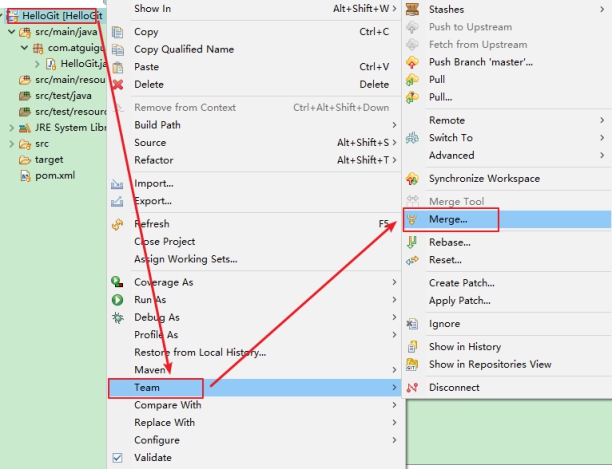 HelloGit [HelloGit
src/main/java
com.atguigu
HelloGit.ja
src/main/resou
src/test/java
src/test/resour
JRE System Libr
src
target
pom.xml
Show In Alt+Shift+W >
Copy Ctrl+C
Copy Qualified Name
Paste Ctrl+V
Delete Delete
Remove from Context Ctrl+Alt+Shift+Down
Build Path
Source Alt+Shift+S >
Refactor Alt+Shift+T >
Import...
Export...
Refresh F5
Close Project
Assign Working Sets...
Coverage As
Run As
Debug As
Profile As
Restore from Local History...
Maven
Team
Compare With
Replace With
Configure
Validate
Stashes
Push to Upstream
Fetch from Upstream
Push Branch 'master'...
Pull
Pull...
Remote
Switch To
Advanced
Synchronize Workspace
Merge Tool
Merge...
Rebase...
Reset...
Create Patch...
Apply Patch...
Ignore
Show in History
Show in Repositories View
Disconnect